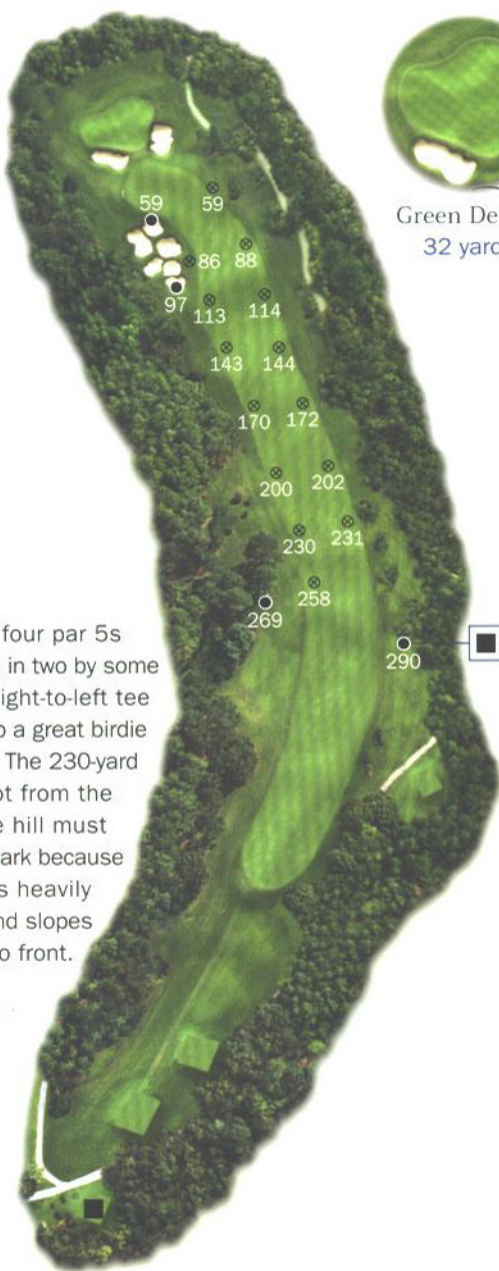 Green De
32 yard
59 59
86 88
97
113 114
143 144
170 172
200 202
230 231
258
269
290
four par 5s
in two by some
ight-to-left tee
o a great birdie
The 230-yard
ot from the
e hill must
ark because
s heavily
nd slopes
o front.